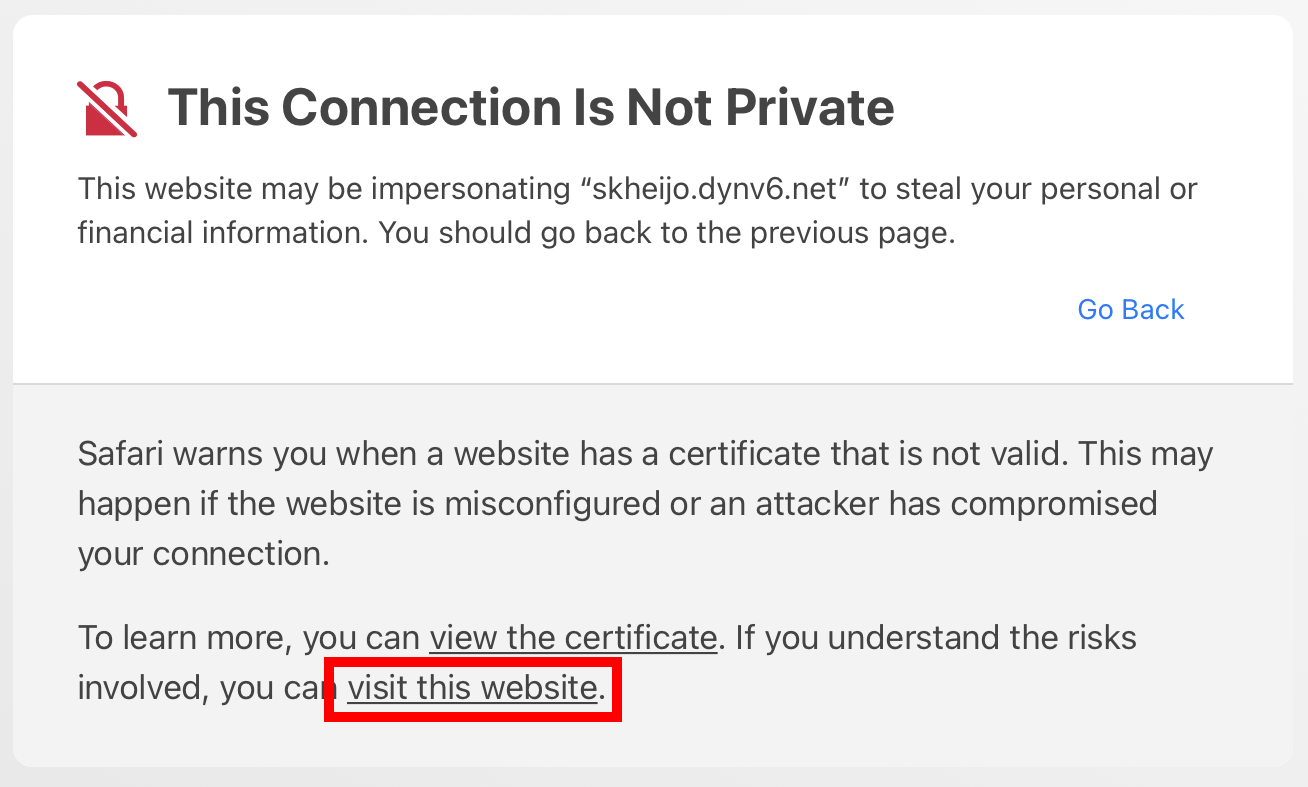 This Connection Is Not Private
This website may be impersonating “skheijo.dynv6.net” to steal your personal or
financial information. You should go back to the previous page.
Go Back
Safari warns you when a website has a certificate that is not valid. This may
happen if the website is misconfigured or an attacker has compromised
your connection.
To learn more, you can view the certificate. If you understand the risks
involved, you can visit this website.